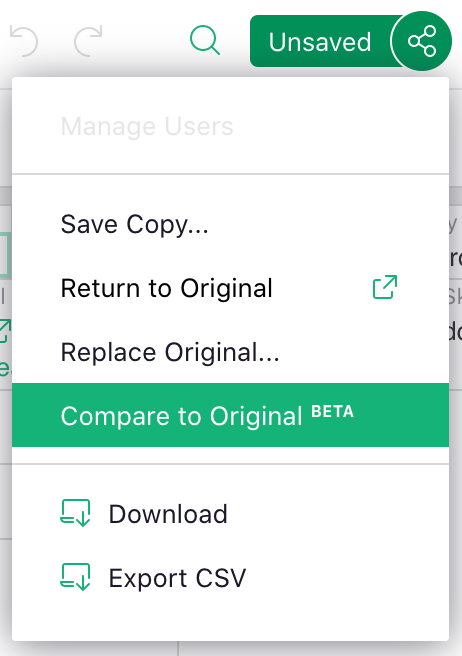 Unsaved
Manage Users
Save Copy...
Return to Original
Replace Original...
Compare to Original BETA
Download
Export CSV